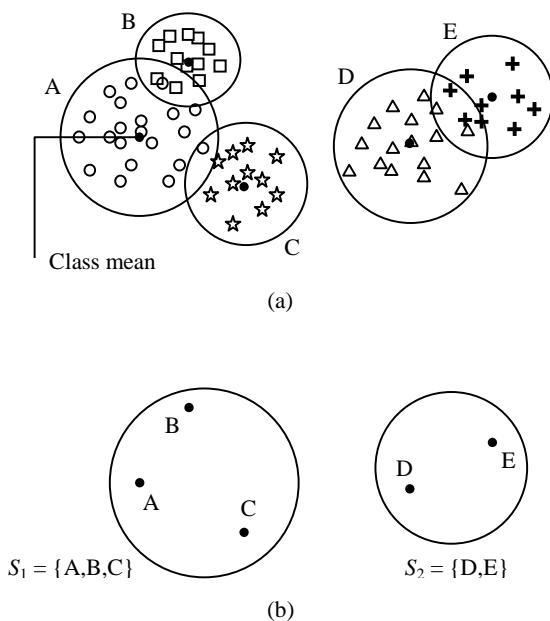 B
E
A
D
C
Class mean
(a)
B
E
A
C
D
S₁ = {A,B,C}
S₂ = {D,E}
(b)